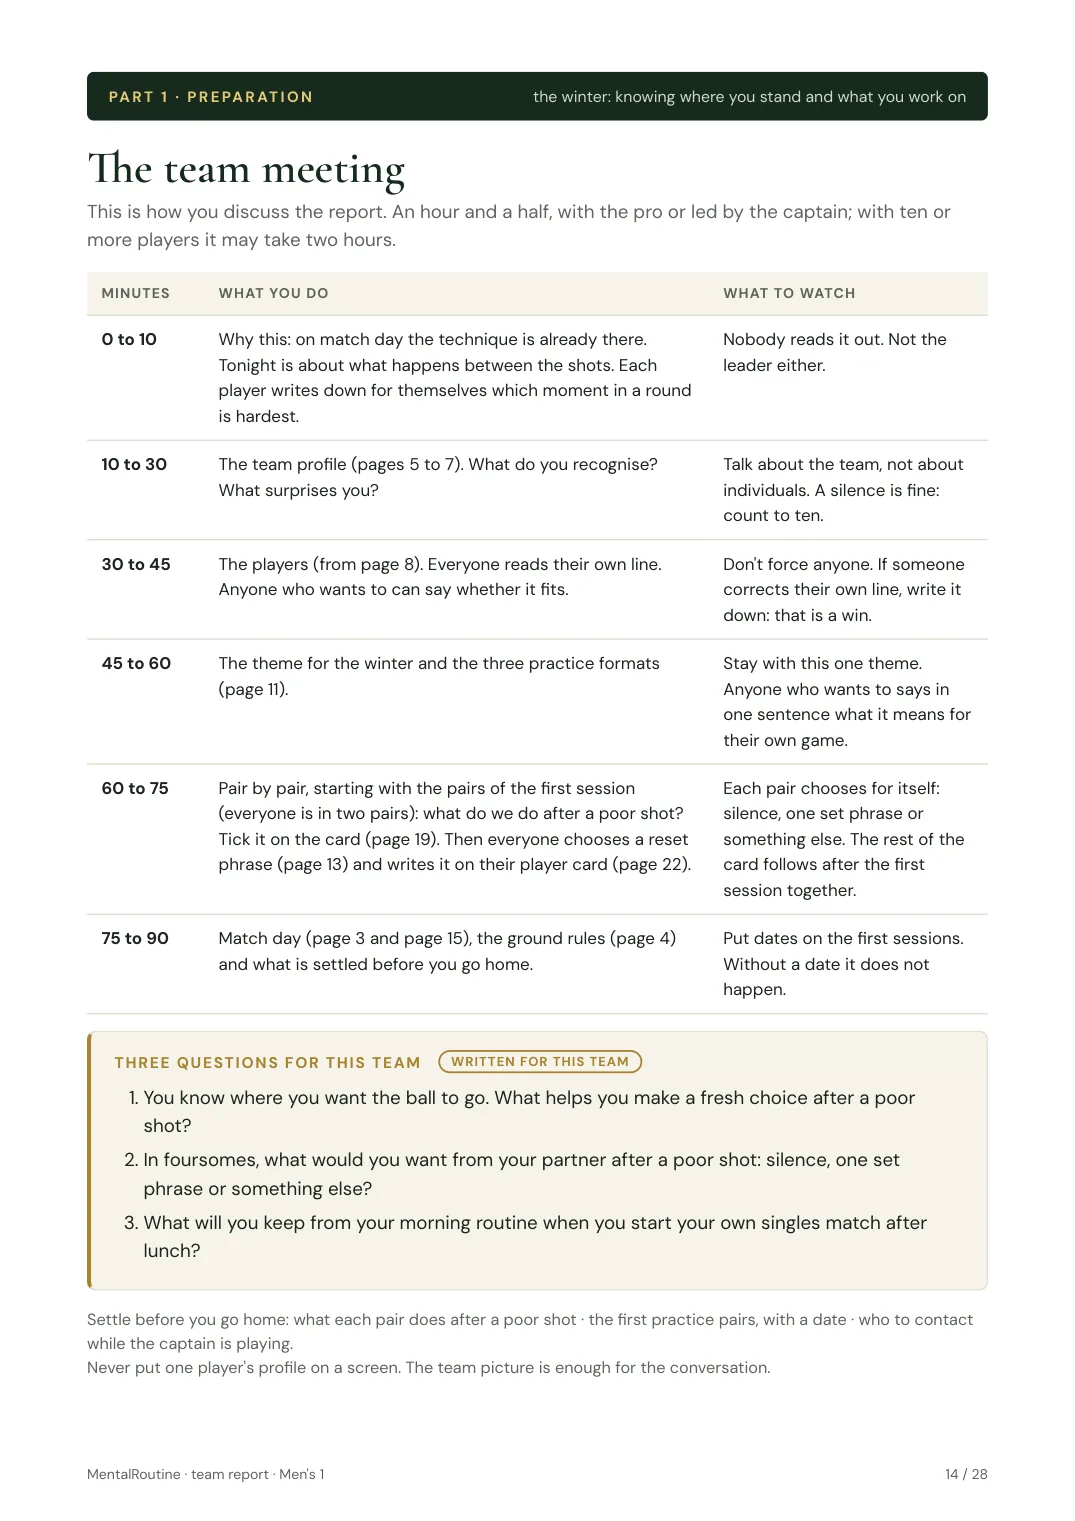 PART 1 · PREPARATION
the winter: knowing where you stand and what you work on
The team meeting
This is how you discuss the report. An hour and a half, with the pro or led by the captain; with ten or
more players it may take two hours.
MINUTES WHAT YOU DO WHAT TO WATCH
0 to 10
Why this: on match day the technique is already there.
Tonight is about what happens between the shots. Each
player writes down for themselves which moment in a round
is hardest.
Nobody reads it out. Not the
leader either.
10 to 30
The team profile (pages 5 to 7). What do you recognise?
What surprises you?
Talk about the team, not about
individuals. A silence is fine:
count to ten.
30 to 45
The players (from page 8). Everyone reads their own line.
Anyone who wants to can say whether it fits.
Don't force anyone. If someone
corrects their own line, write it
down: that is a win.
45 to 60
The theme for the winter and the three practice formats
(page 11).
Stay with this one theme.
Anyone who wants to says in
one sentence what it means for
their own game.
60 to 75
Pair by pair, starting with the pairs of the first session
(everyone is in two pairs): what do we do after a poor shot?
Tick it on the card (page 19). Then everyone chooses a reset
phrase (page 13) and writes it on their player card (page 22).
Each pair chooses for itself:
silence, one set phrase or
something else. The rest of the
card follows after the first
session together.
75 to 90
Match day (page 3 and page 15), the ground rules (page 4)
and what is settled before you go home.
Put dates on the first sessions.
Without a date it does not
happen.
THREE QUESTIONS FOR THIS TEAM WRITTEN FOR THIS TEAM
1. You know where you want the ball to go. What helps you make a fresh choice after a poor
shot?
2. In foursomes, what would you want from your partner after a poor shot: silence, one set
phrase or something else?
3. What will you keep from your morning routine when you start your own singles match after
lunch?
Settle before you go home: what each pair does after a poor shot · the first practice pairs, with a date · who to contact
while the captain is playing.
Never put one player's profile on a screen. The team picture is enough for the conversation.
MentalRoutine · team report · Men's 1
14 / 28